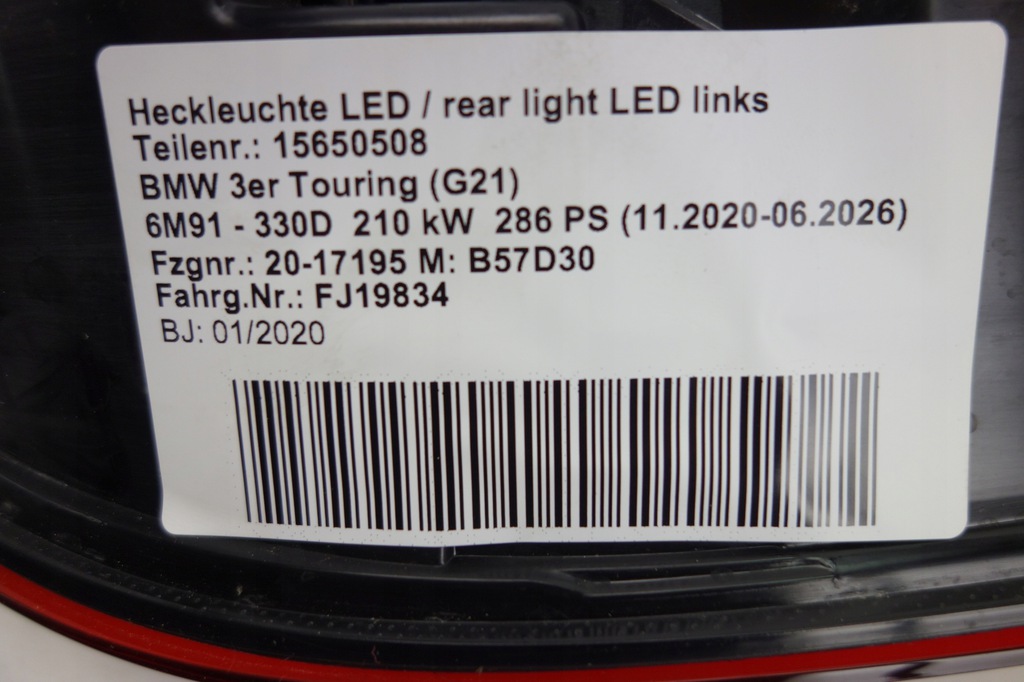 Heckleuchte LED / rear light LED links
Teilenr.: 15650508
BMW 3er Touring (G21)
6M91 - 330D 210 kW 286 PS (11.2020-06.2026)
Fzgnr.: 20-17195 M: B57D30
Fahrg.Nr.: FJ19834
BJ: 01/2020